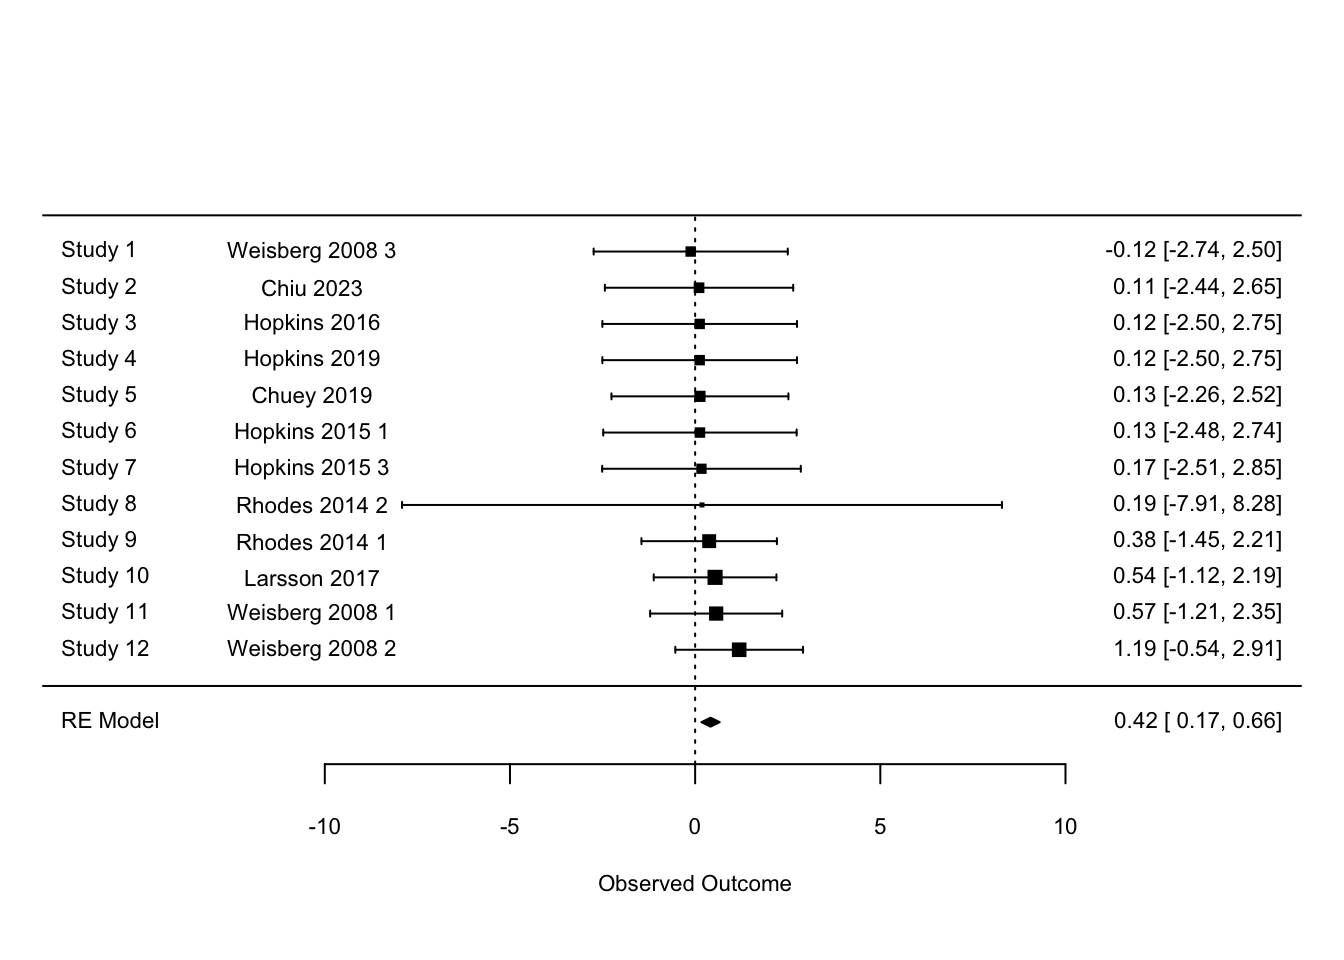 Study 1 Weisberg 2008 3 -0.12 [-2.74, 2.50]
Study 2 Chiu 2023 0.11 [-2.44, 2.65]
Study 3 Hopkins 2016 0.12 [-2.50, 2.75]
Study 4 Hopkins 2019 0.12 [-2.50, 2.75]
Study 5 Chuey 2019 0.13 [-2.26, 2.52]
Study 6 Hopkins 2015 1 0.13 [-2.48, 2.74]
Study 7 Hopkins 2015 3 0.17 [-2.51, 2.85]
Study 8 Rhodes 2014 2 0.19 [-7.91, 8.28]
Study 9 Rhodes 2014 1 0.38 [-1.45, 2.21]
Study 10 Larsson 2017 0.54 [-1.12, 2.19]
Study 11 Weisberg 2008 1 0.57 [-1.21, 2.35]
Study 12 Weisberg 2008 2 1.19 [-0.54, 2.91]
RE Model 0.42 [ 0.17, 0.66]
-10 -5 0 5 10
Observed Outcome